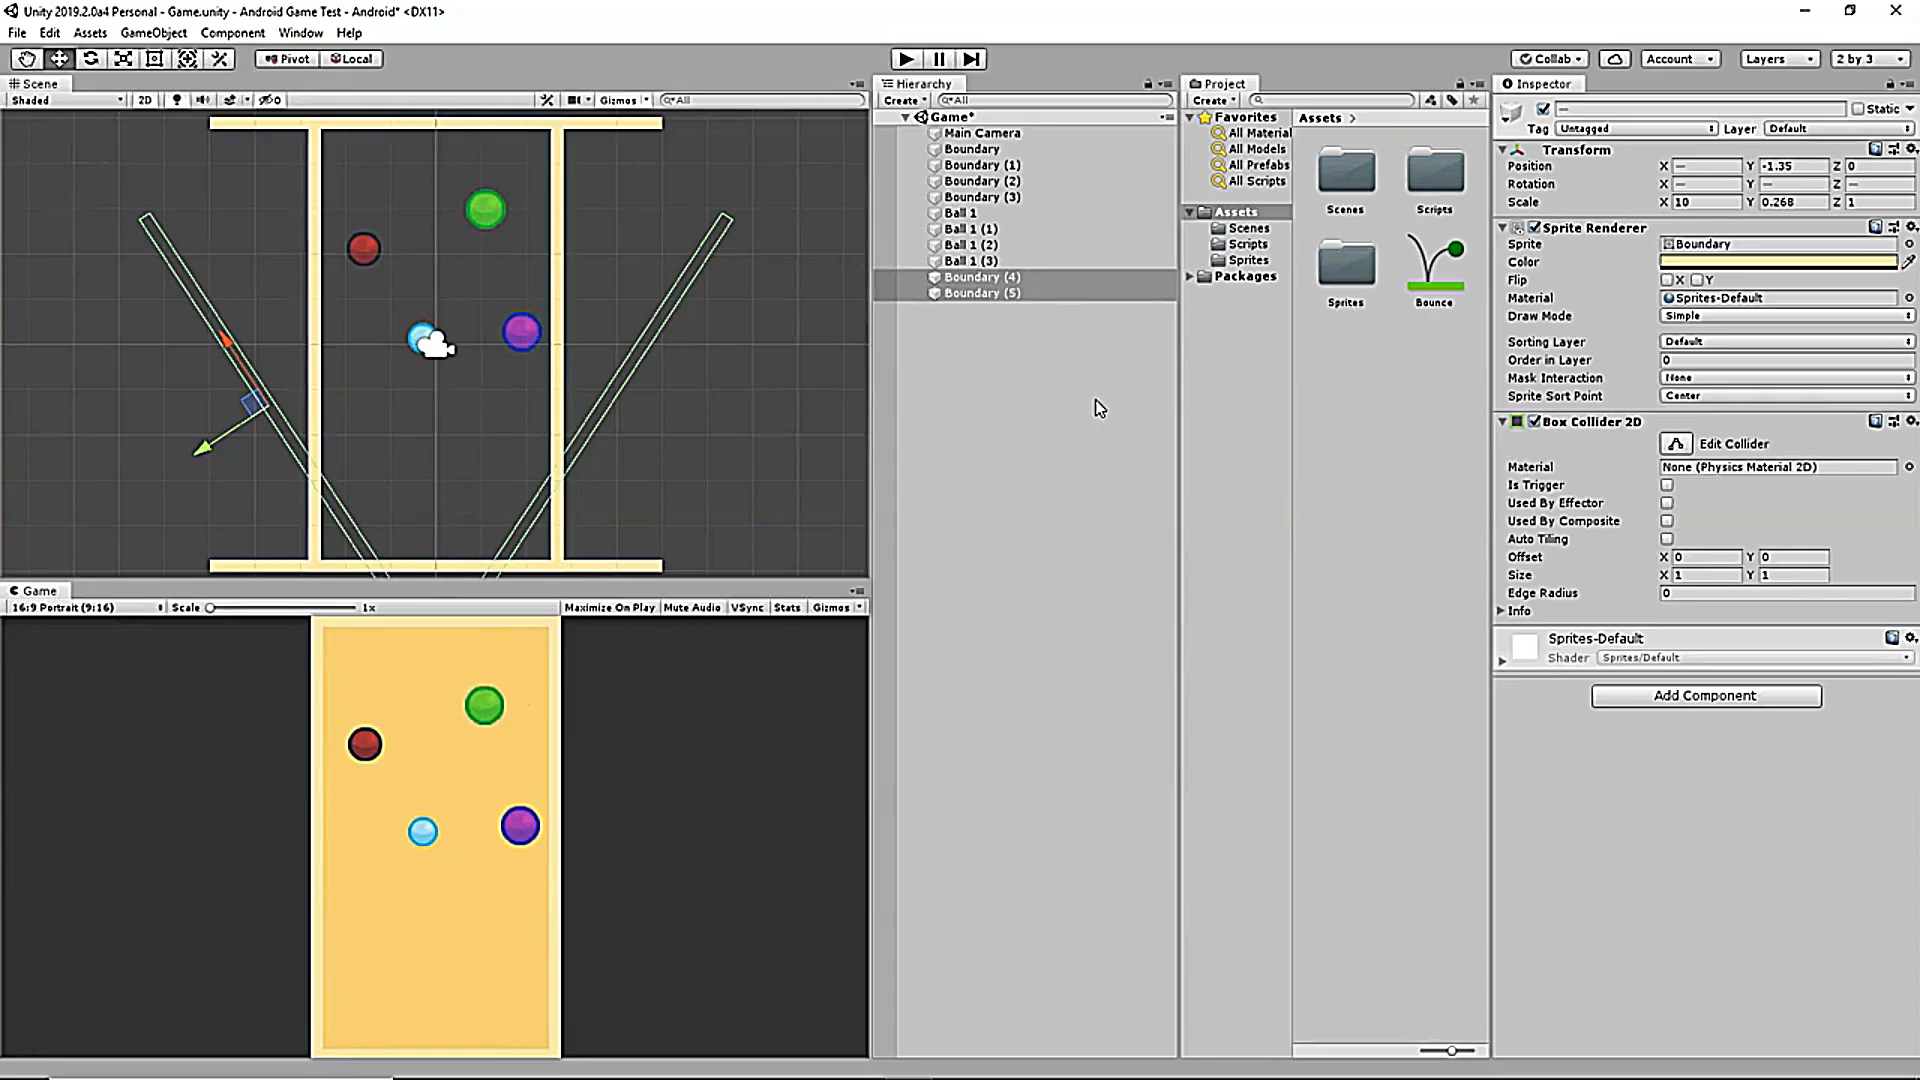 Unity 2019.2.0a4 Personal - Game.unity - Android Game Test - Android* <DX11>
File Edit Assets GameObject Component Window Help
Pivot Local Collab Account Layers 2 by 3
Scene
Shaded 2D 0 Gizmos All
Hierarchy
Create All
Game*
Main Camera
Boundary
Boundary (1)
Boundary (2)
Boundary (3)
Ball 1
Ball 1 (1)
Ball 1 (2)
Ball 1 (3)
Boundary (4)
Boundary (5)
Project
Create
Favorites
All Material
All Models
All Prefabs
All Scripts
Assets
Scenes
Scripts
Sprites
Packages
Assets >
Scenes Scripts
Sprites Bounce
Inspector
— Static
Tag Untagged Layer Default
Transform
Position X — Y -1.35 Z 0
Rotation X — Y — Z —
Scale X 10 Y 0.268 Z 1
Sprite Renderer
Sprite Boundary
Color
Flip X Y
Material Sprites-Default
Draw Mode Simple
Sorting Layer Default
Order in Layer 0
Mask Interaction None
Sprite Sort Point Center
Box Collider 2D
Edit Collider
Material None (Physics Material 2D)
Is Trigger
Used By Effector
Used By Composite
Auto Tiling
Offset X 0 Y 0
Size X 1 Y 1
Edge Radius 0
Info
Sprites-Default
Shader Sprites/Default
Add Component
Game
16:9 Portrait (9:16) Scale 1x Maximize On Play Mute Audio VSync Stats Gizmos